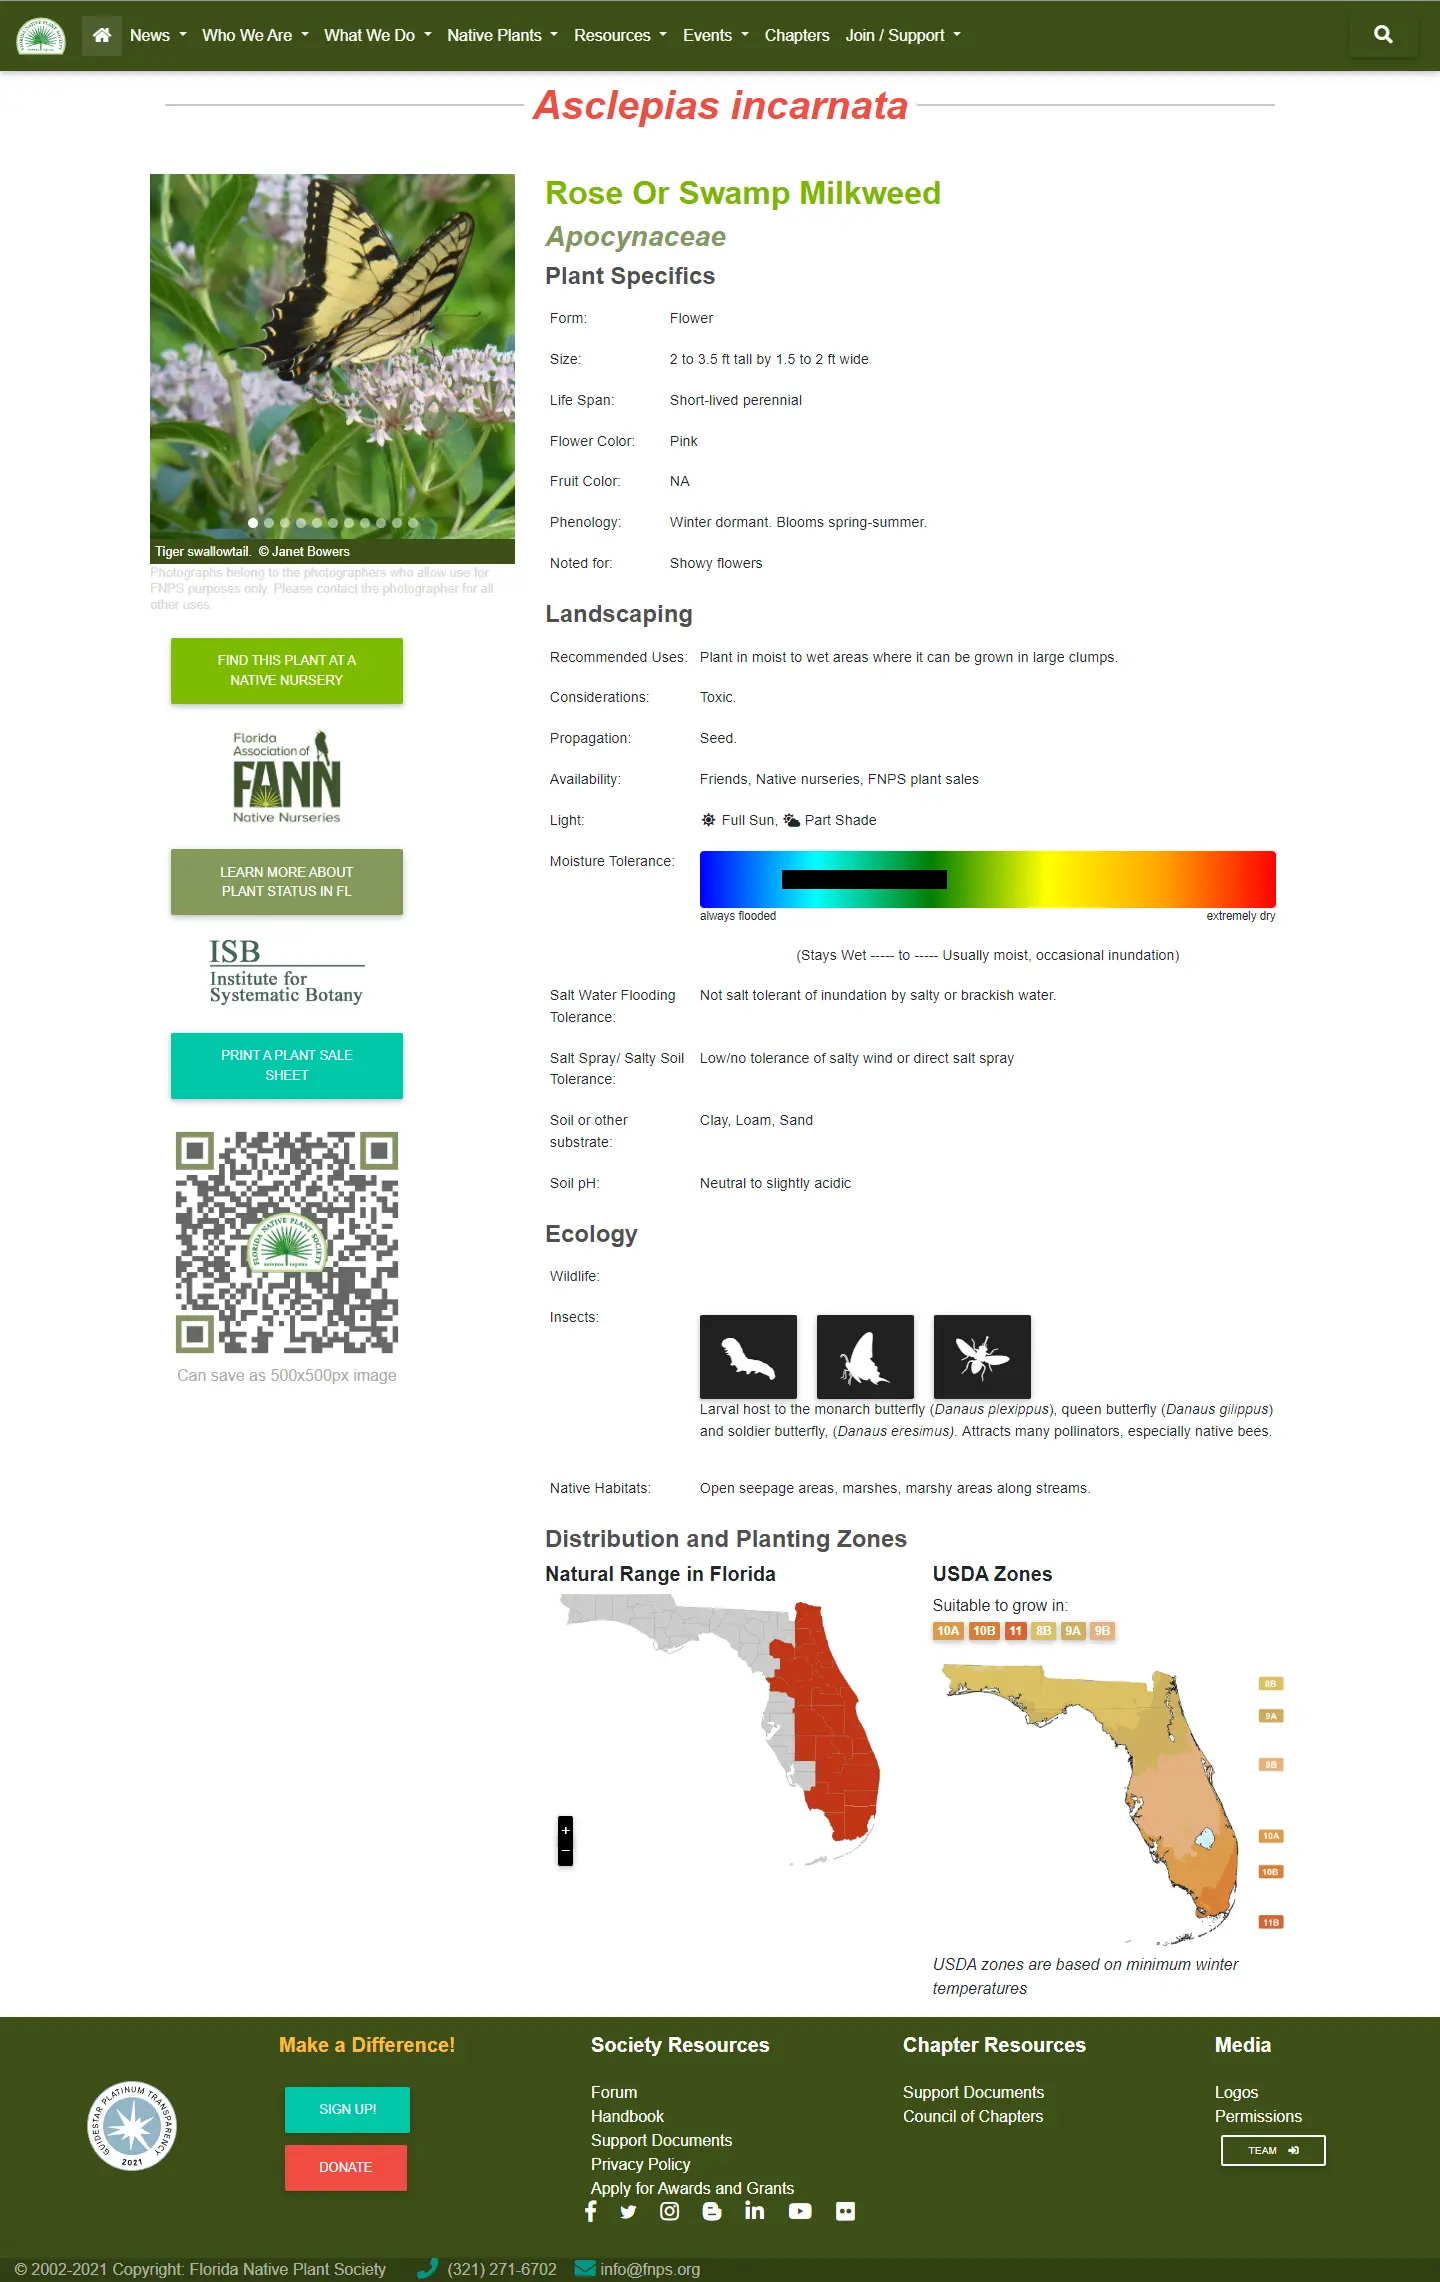 News
Who We Are
What We Do
Native Plants
Resources
Events
Chapters
Join / Support
Asclepias incarnata
Tiger swallowtail. © Janet Bowers
Photographs belong to the photographers who allow use for
FNPS purposes only. Please contact the photographer for all
other uses.
FIND THIS PLANT AT A
NATIVE NURSERY
Florida
Association of
FANN
Native Nurseries
LEARN MORE ABOUT
PLANT STATUS IN FL
ISB
Institute for
Systematic Botany
PRINT A PLANT SALE
SHEET
FLORIDA NATIVE PLANT SOCIETY
Can save as 500x500px image
Rose Or Swamp Milkweed
Apocynaceae
Plant Specifics
Form: Flower
Size: 2 to 3.5 ft tall by 1.5 to 2 ft wide
Life Span: Short-lived perennial
Flower Color: Pink
Fruit Color: NA
Phenology: Winter dormant. Blooms spring-summer.
Noted for: Showy flowers
Landscaping
Recommended Uses: Plant in moist to wet areas where it can be grown in large clumps.
Considerations: Toxic.
Propagation: Seed.
Availability: Friends, Native nurseries, FNPS plant sales
Light: Full Sun, Part Shade
Moisture Tolerance:
always flooded extremely dry
(Stays Wet ----- to ----- Usually moist, occasional inundation)
Salt Water Flooding Not salt tolerant of inundation by salty or brackish water.
Tolerance:
Salt Spray/ Salty Soil Low/no tolerance of salty wind or direct salt spray
Tolerance:
Soil or other Clay, Loam, Sand
substrate:
Soil pH: Neutral to slightly acidic
Ecology
Wildlife:
Insects:
Larval host to the monarch butterfly (Danaus plexippus), queen butterfly (Danaus gilippus)
and soldier butterfly, (Danaus eresimus). Attracts many pollinators, especially native bees.
Native Habitats: Open seepage areas, marshes, marshy areas along streams.
Distribution and Planting Zones
Natural Range in Florida
+
−
USDA Zones
Suitable to grow in:
10A 10B 11 8B 9A 9B
8B
9A
9B
10A
10B
11B
USDA zones are based on minimum winter
temperatures
GUIDESTAR PLATINUM TRANSPARENCY
2021
Make a Difference!
SIGN UP!
DONATE
Society Resources
Forum
Handbook
Support Documents
Privacy Policy
Apply for Awards and Grants
Chapter Resources
Support Documents
Council of Chapters
Media
Logos
Permissions
TEAM
© 2002-2021 Copyright: Florida Native Plant Society (321) 271-6702 info@fnps.org